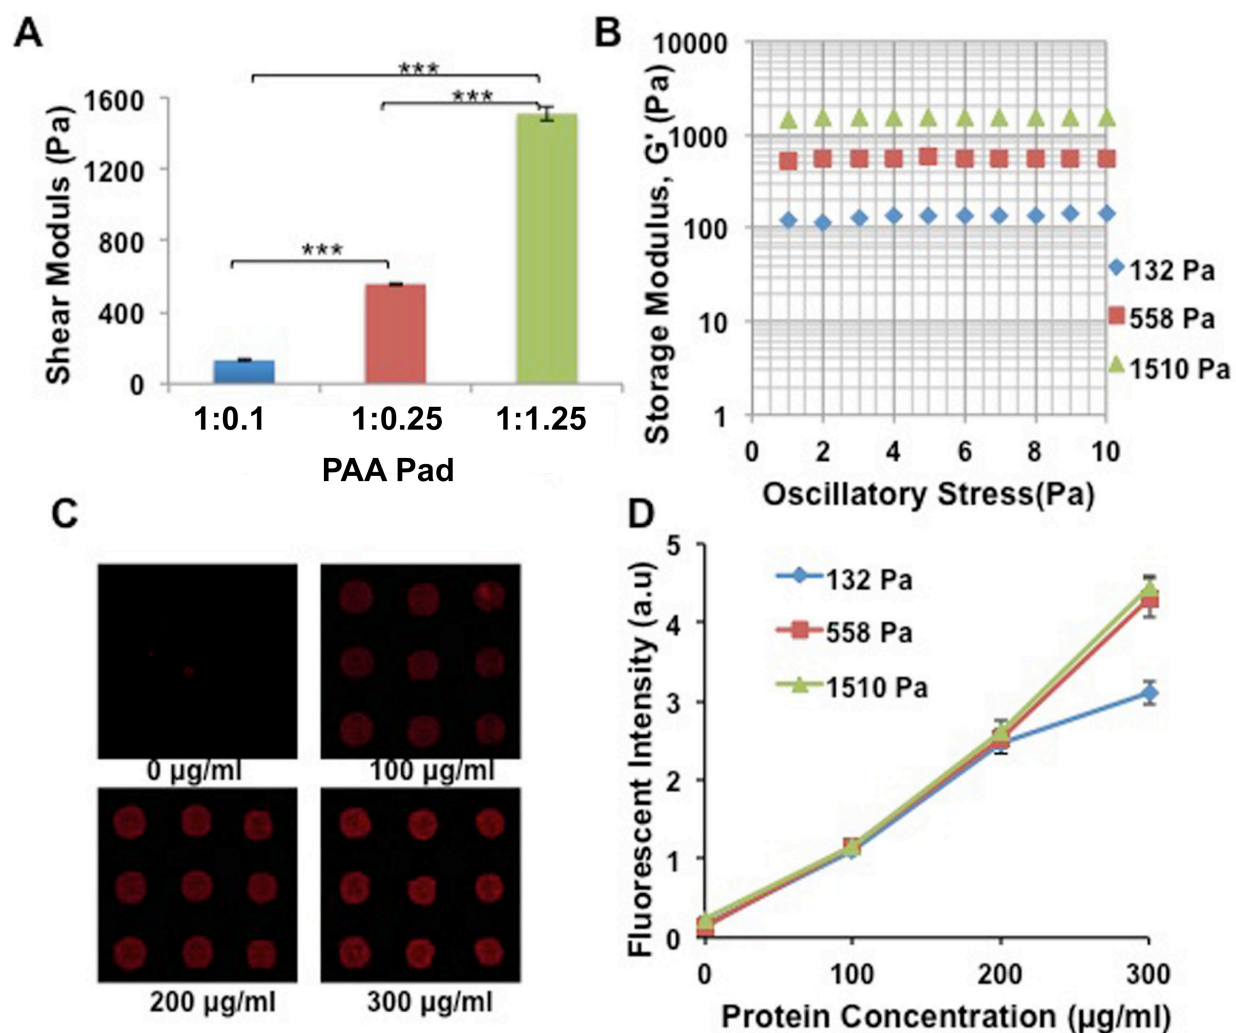 A
***
***
***
1600
1200
800
400
0
Shear Moduls (Pa)
1:0.1
1:0.25
1:1.25
PAA Pad
B
10000
1000
100
10
1
Storage Modulus, G' (Pa)
0
2
4
6
8
10
Oscillatory Stress(Pa)
132 Pa
558 Pa
1510 Pa
C
0 µg/ml
100 µg/ml
200 µg/ml
300 µg/ml
D
5
4
3
2
1
0
Fluorescent Intensity (a.u)
132 Pa
558 Pa
1510 Pa
0
100
200
300
Protein Concentration (µg/ml)